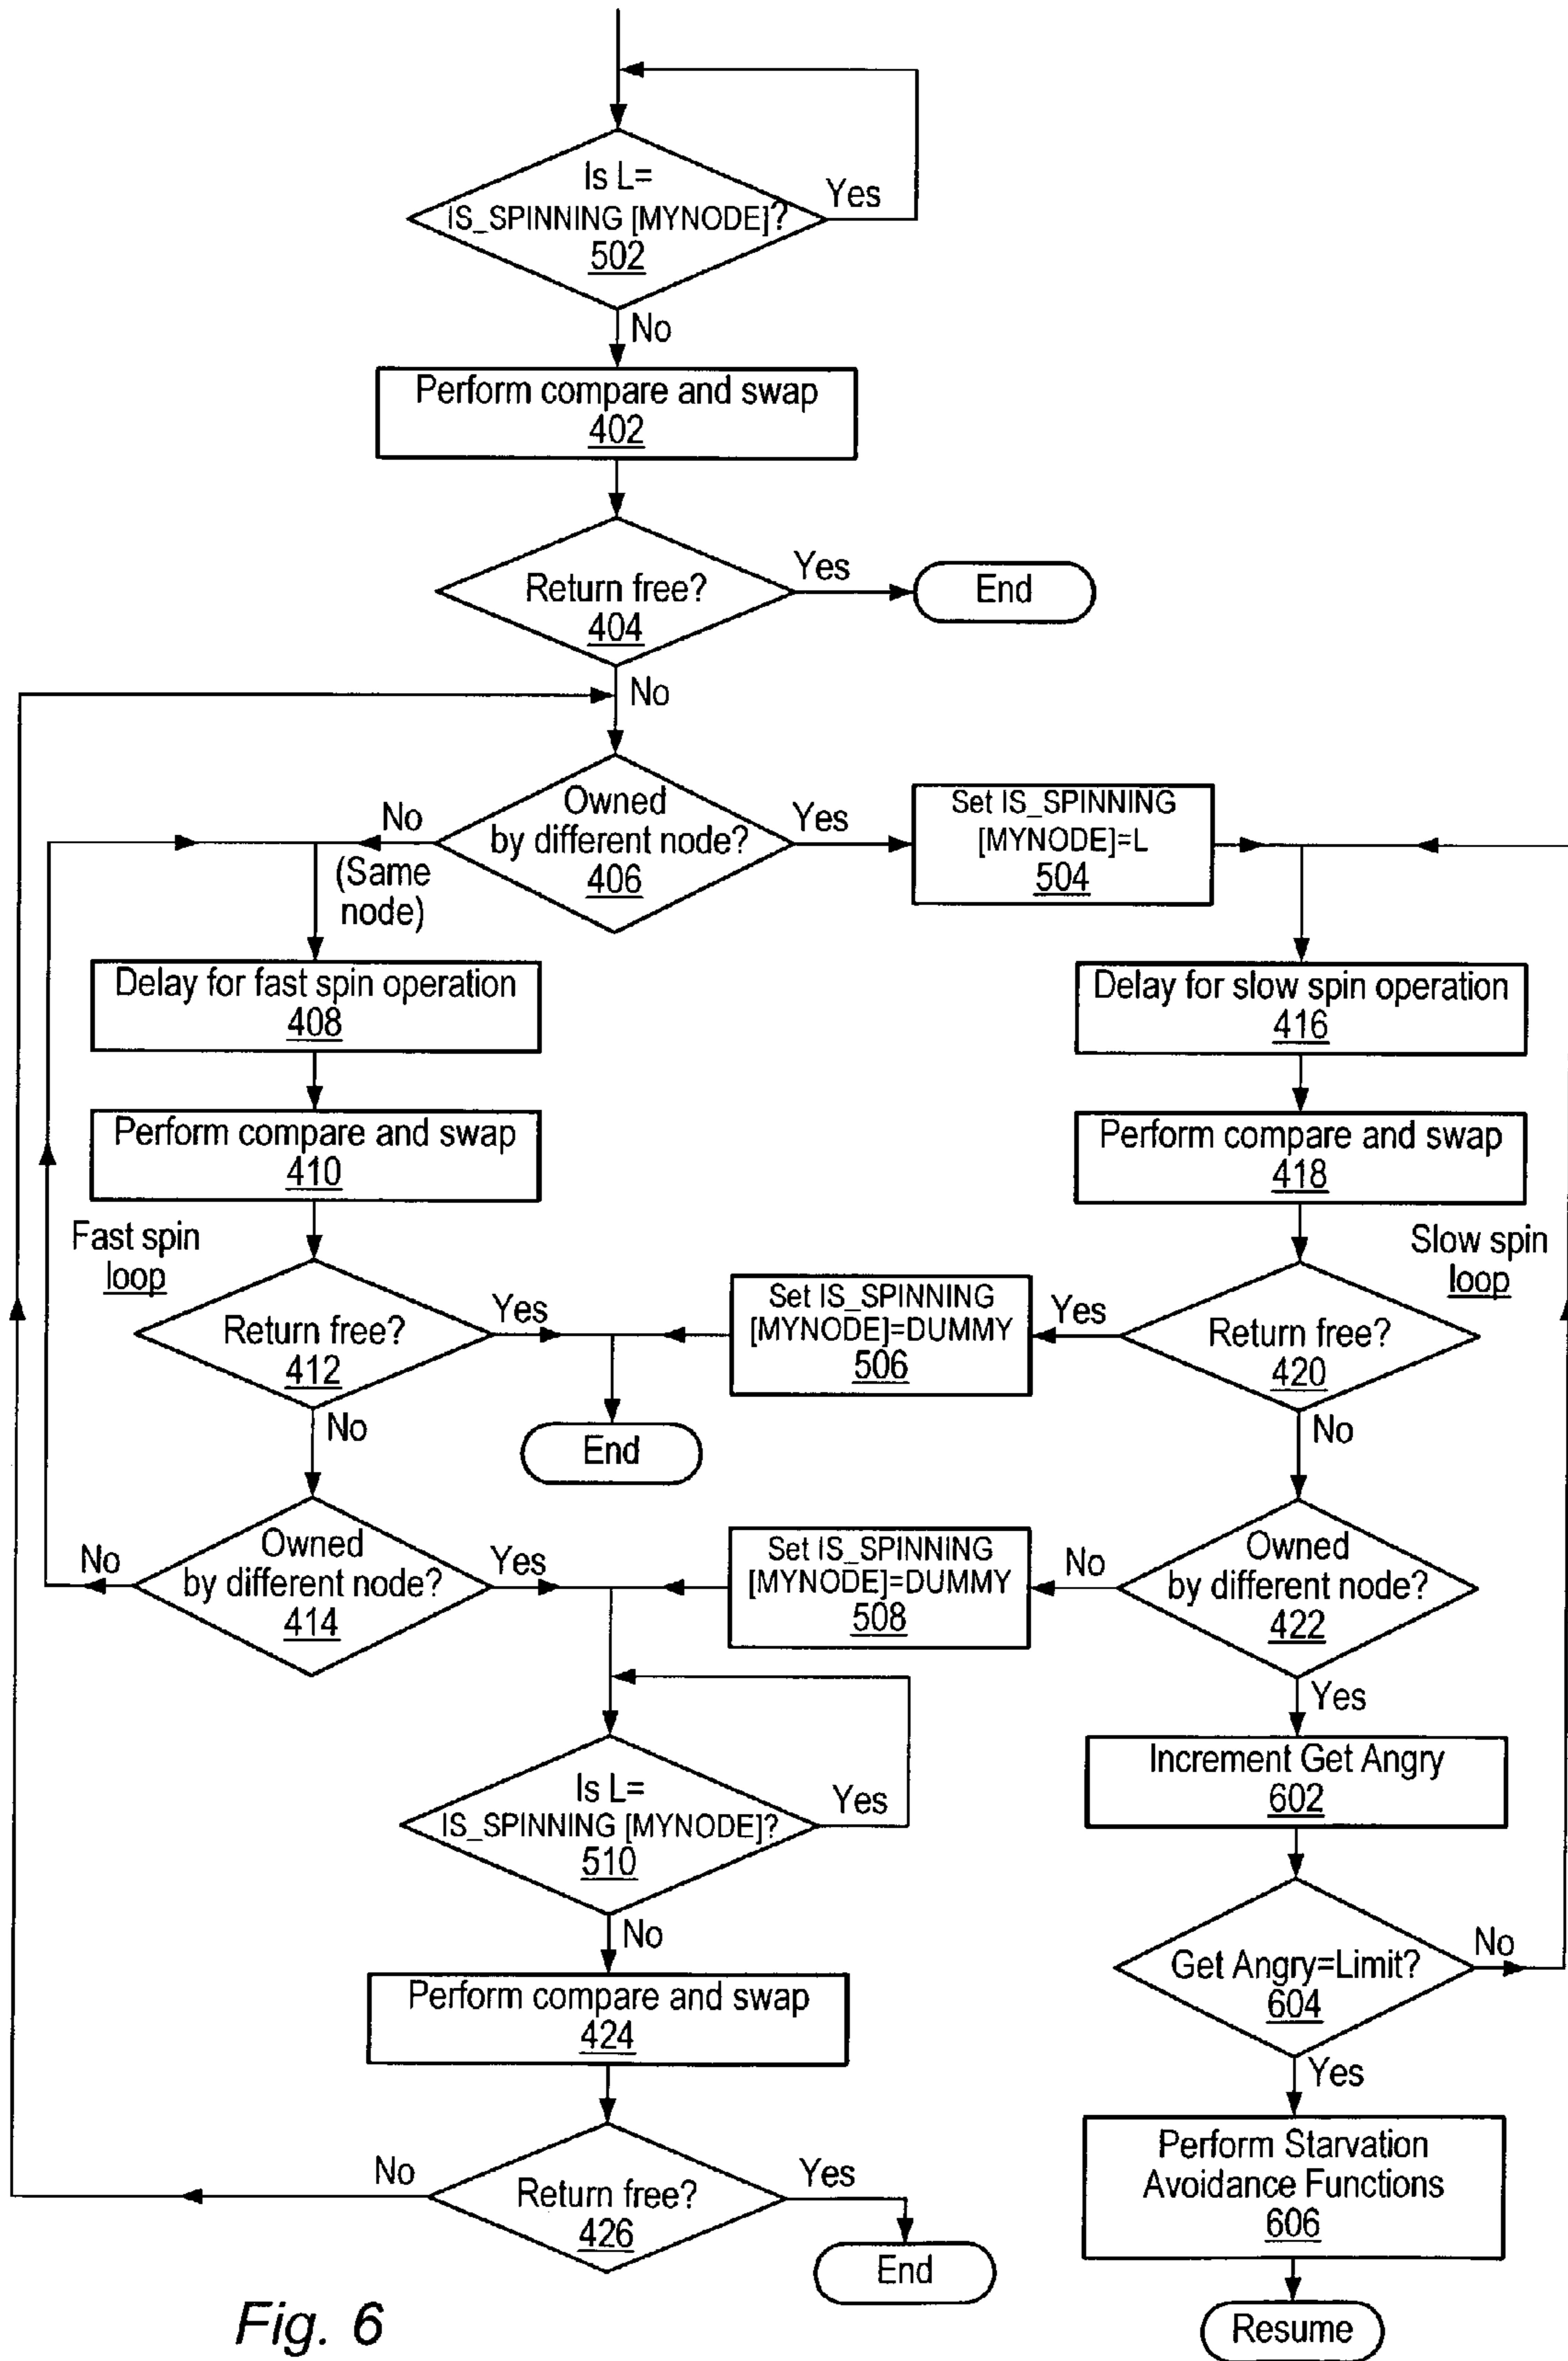 Is L=
IS_SPINNING [MYNODE]?
502
Yes
No
Perform compare and swap
402
Return free?
404
Yes
End
No
Owned
by different node?
406
No
(Same
node)
Yes
Set IS_SPINNING
[MYNODE]=L
504
Delay for fast spin operation
408
Delay for slow spin operation
416
Perform compare and swap
410
Perform compare and swap
418
Fast spin
loop
Slow spin
loop
Return free?
412
Yes
Set IS_SPINNING
[MYNODE]=DUMMY
506
Yes
Return free?
420
No
End
No
Owned
by different node?
414
No
Yes
Set IS_SPINNING
[MYNODE]=DUMMY
508
No
Owned
by different node?
422
Yes
Is L=
IS_SPINNING [MYNODE]?
510
Yes
No
Increment Get Angry
602
Get Angry=Limit?
604
No
Yes
Perform compare and swap
424
Return free?
426
No
Yes
End
Perform Starvation
Avoidance Functions
606
Resume
Fig. 6